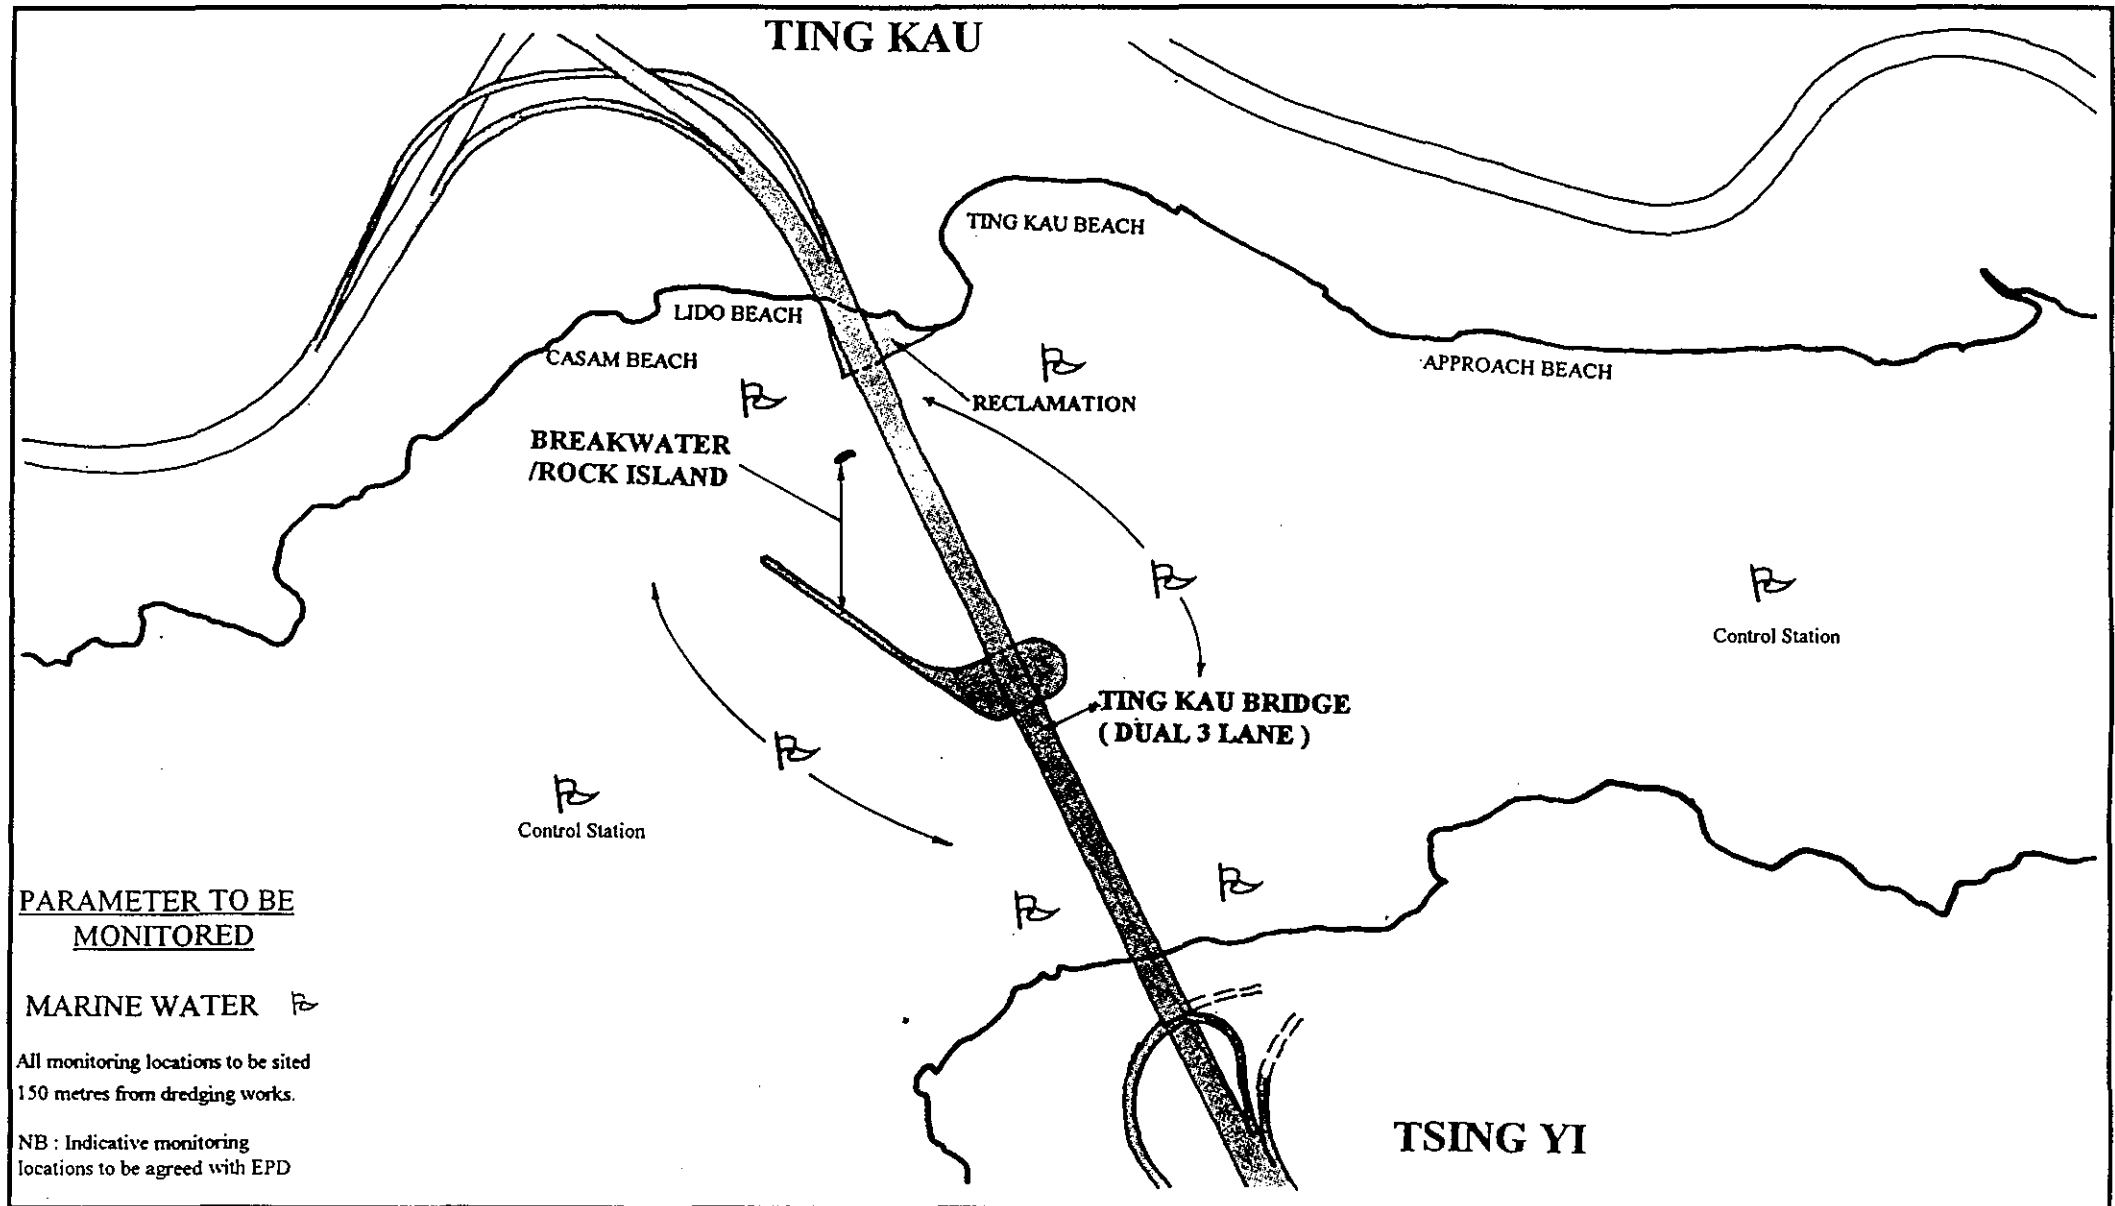 TING KAU
TING KAU BEACH
LIDO BEACH
CASAM BEACH
APPROACH BEACH
RECLAMATION
BREAKWATER
/ROCK ISLAND
Control Station
TING KAU BRIDGE
( DUAL 3 LANE )
Control Station
PARAMETER TO BE
MONITORED
MARINE WATER
All monitoring locations to be sited
150 metres from dredging works.
NB : Indicative monitoring
locations to be agreed with EPD
TSING YI